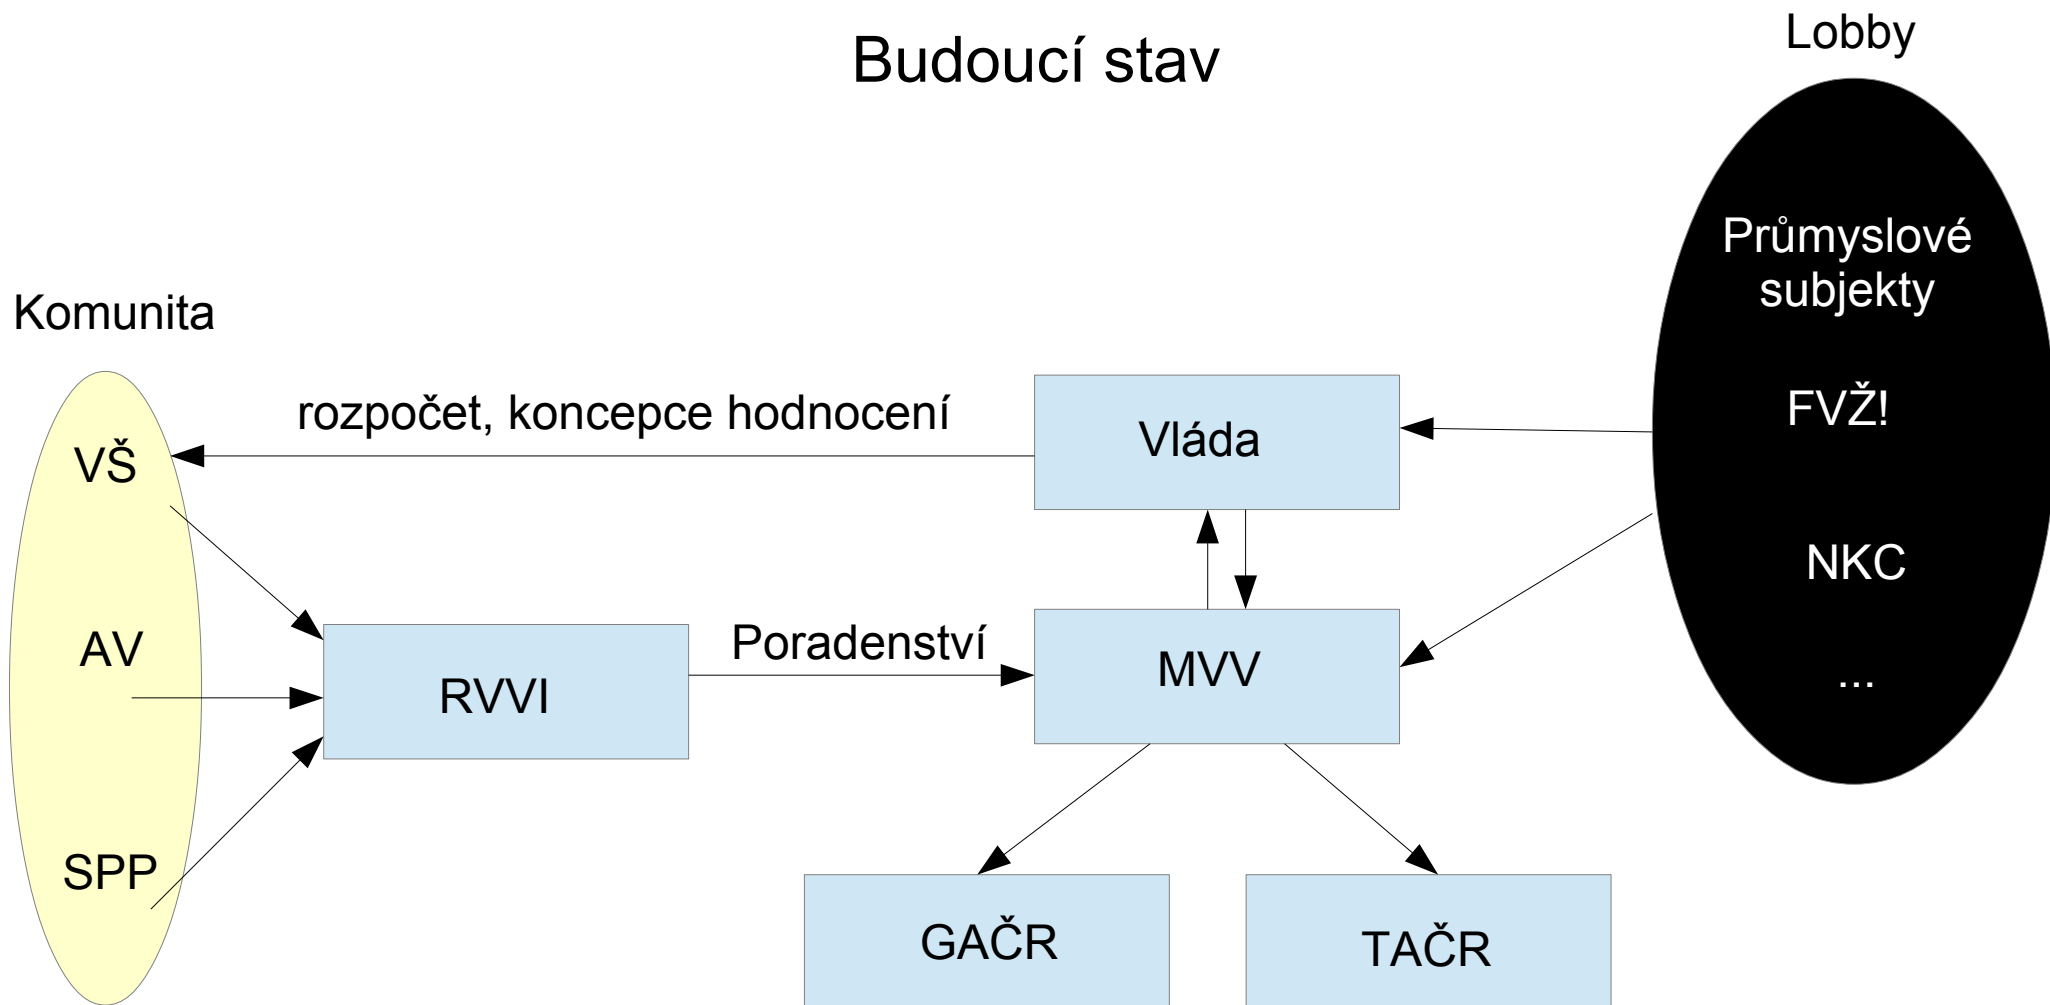 Budoucí stav
Lobby
Průmyslové
subjekty
FVŽ!
NKC
...
Komunita
VŠ
AV
SPP
rozpočet, koncepce hodnocení
Vláda
RVVI
Poradenství
MVV
GAČR
TAČR